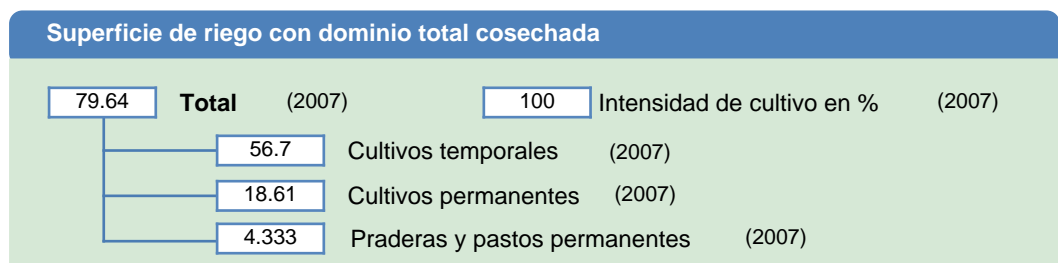 Superficie de riego con dominio total cosechada
79.64 Total (2007) 100 Intensidad de cultivo en % (2007)
56.7 Cultivos temporales (2007)
18.61 Cultivos permanentes (2007)
4.333 Praderas y pastos permanentes (2007)